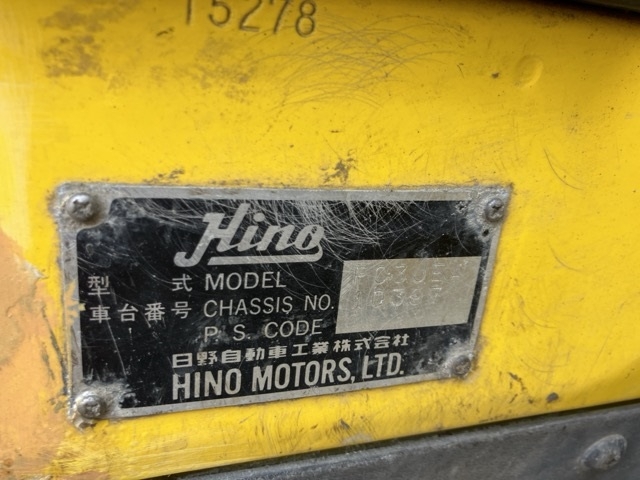 15278
Hino
型 式 MODEL
車台番号 CHASSIS NO.
P. S. CODE
日野自動車工業株式会社
HINO MOTORS, LTD.